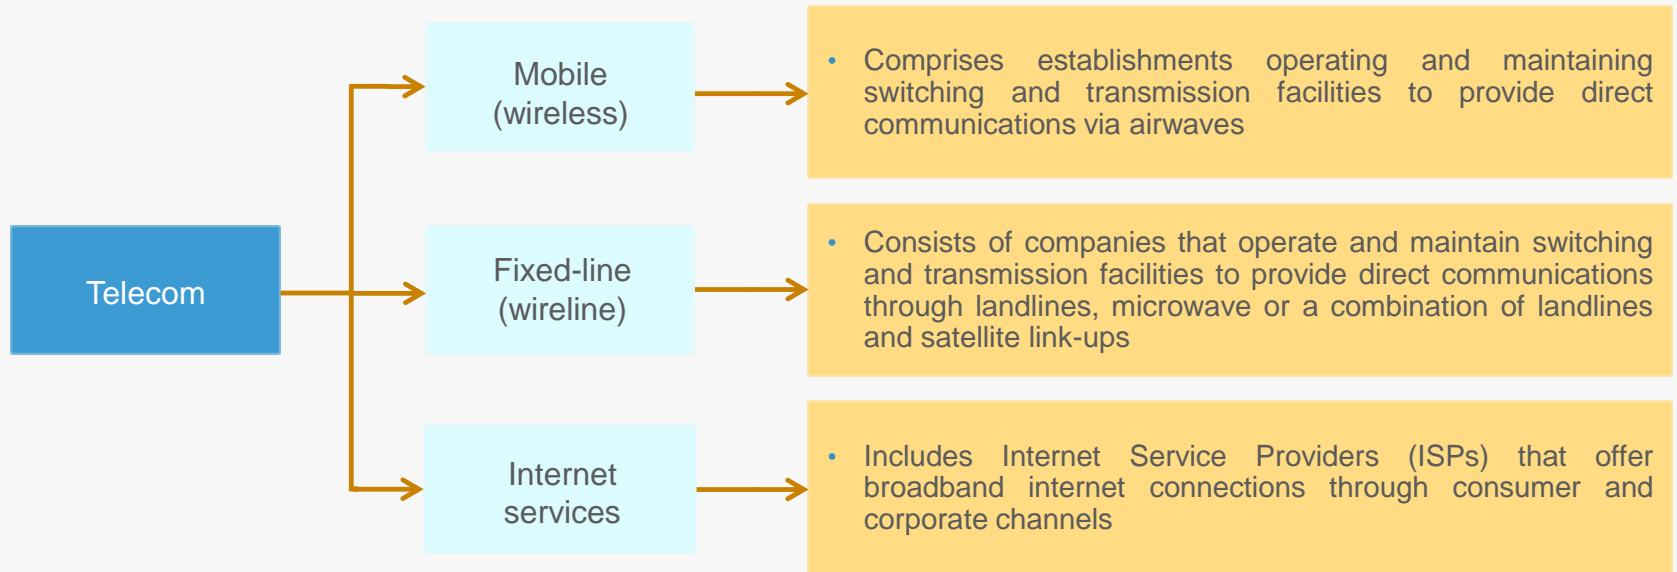 Telecom
Mobile
(wireless)
• Comprises establishments operating and maintaining
switching and transmission facilities to provide direct
communications via airwaves
Fixed-line
(wireline)
• Consists of companies that operate and maintain switching
and transmission facilities to provide direct communications
through landlines, microwave or a combination of landlines
and satellite link-ups
Internet
services
• Includes Internet Service Providers (ISPs) that offer
broadband internet connections through consumer and
corporate channels